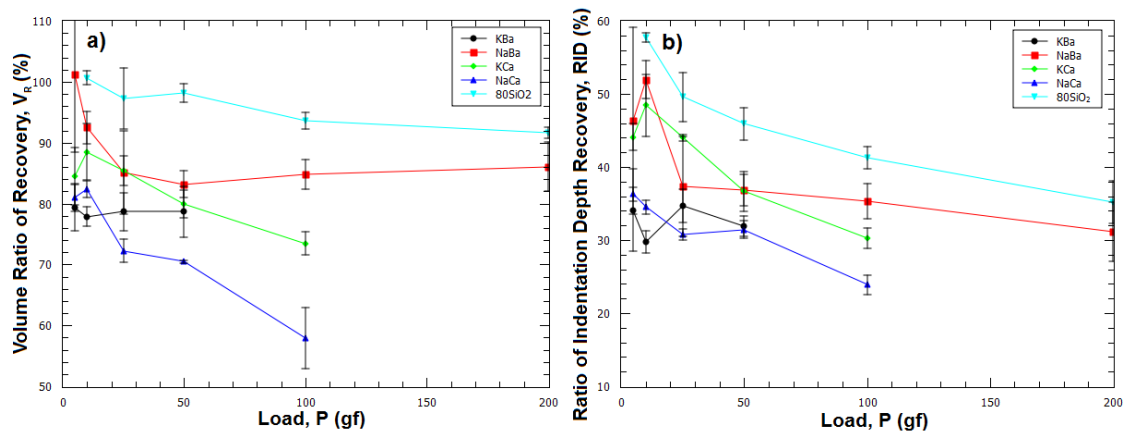 a)
Volume Ratio of Recovery, V_R (%)
110
100
90
80
70
60
50
0
50
100
150
200
Load, P (gf)
KBa
NaBa
KCa
NaCa
80SiO2
b)
Ratio of Indentation Depth Recovery, RID (%)
60
50
40
30
20
10
0
50
100
150
200
Load, P (gf)
KBa
NaBa
KCa
NaCa
80SiO₂